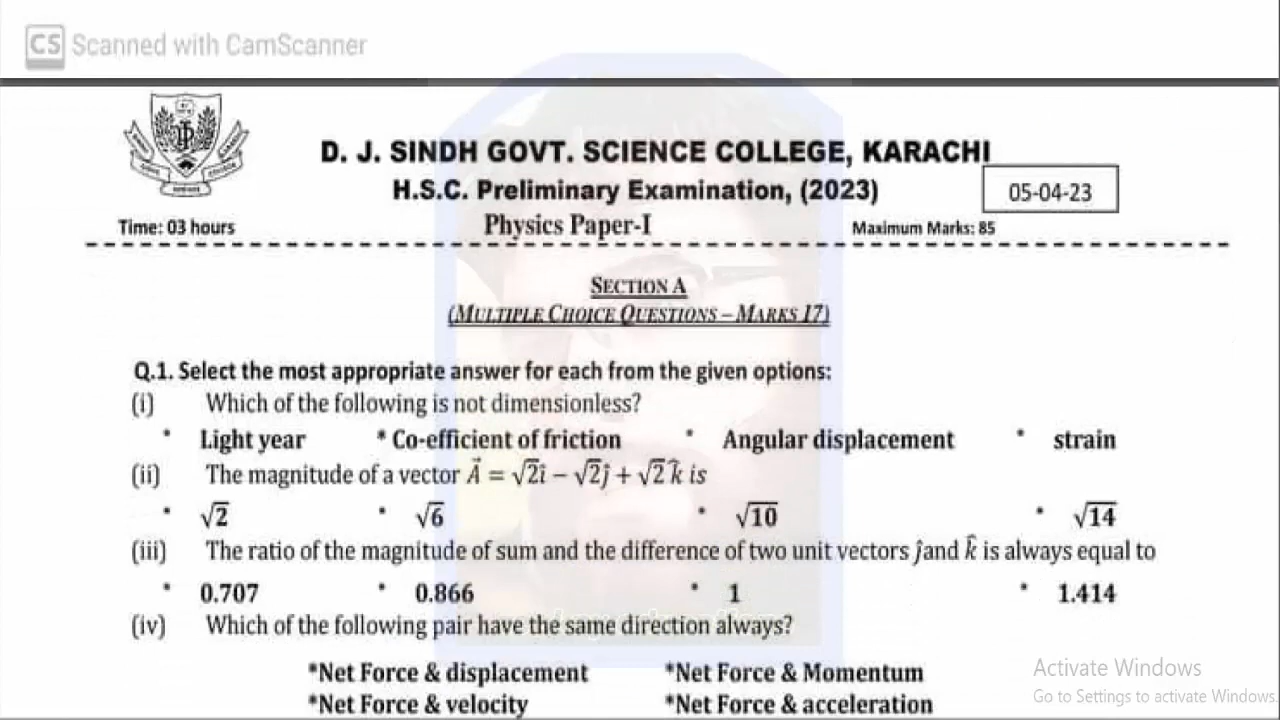 CS Scanned with CamScanner
D. J. SINDH GOVT. SCIENCE COLLEGE, KARACHI
H.S.C. Preliminary Examination, (2023)
05-04-23
Time: 03 hours Physics Paper-I Maximum Marks: 85
SECTION A
(MULTIPLE CHOICE QUESTIONS – MARKS 17)
Q.1. Select the most appropriate answer for each from the given options:
(i) Which of the following is not dimensionless?
* Light year * Co-efficient of friction * Angular displacement * strain
(ii) The magnitude of a vector A⃗ = √2î − √2ĵ + √2 k̂ is
* √2 * √6 * √10 * √14
(iii) The ratio of the magnitude of sum and the difference of two unit vectors ĵand k̂ is always equal to
* 0.707 * 0.866 * 1 * 1.414
(iv) Which of the following pair have the same direction always?
*Net Force & displacement *Net Force & Momentum
*Net Force & velocity *Net Force & acceleration
Activate Windows
Go to Settings to activate Windows.